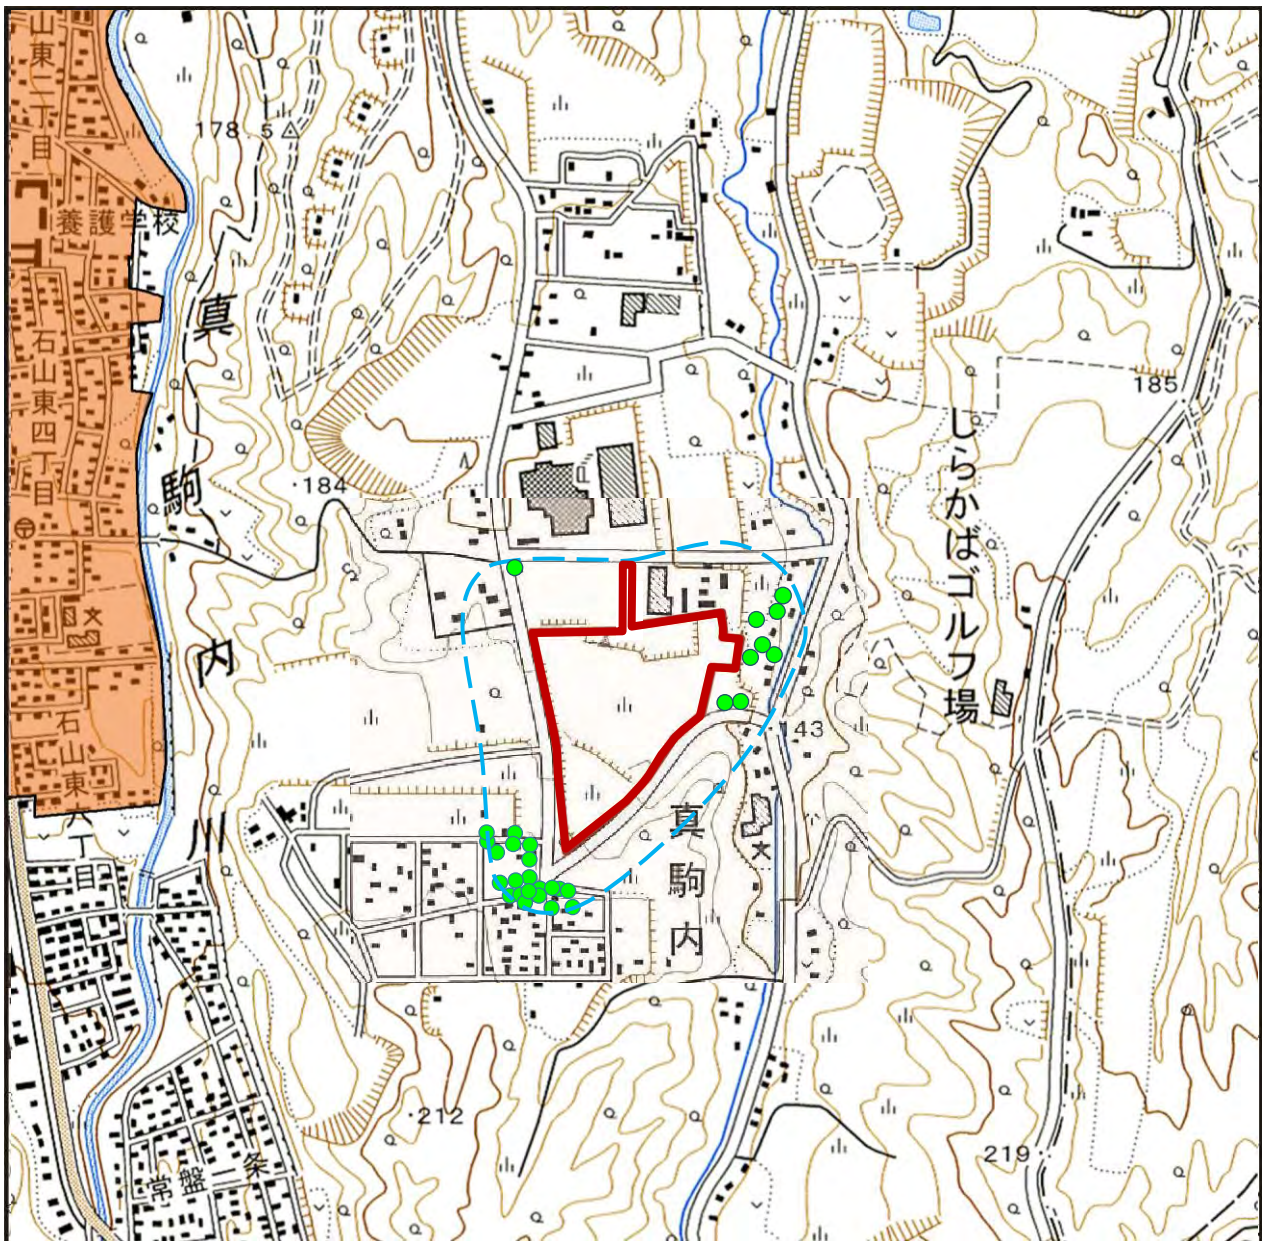 山東一丁目
178.5
養護学校
石山東四丁目
真駒内川
184
185
しらかばゴルフ場
143
石山東六丁目
真駒内
212
219
常盤一条